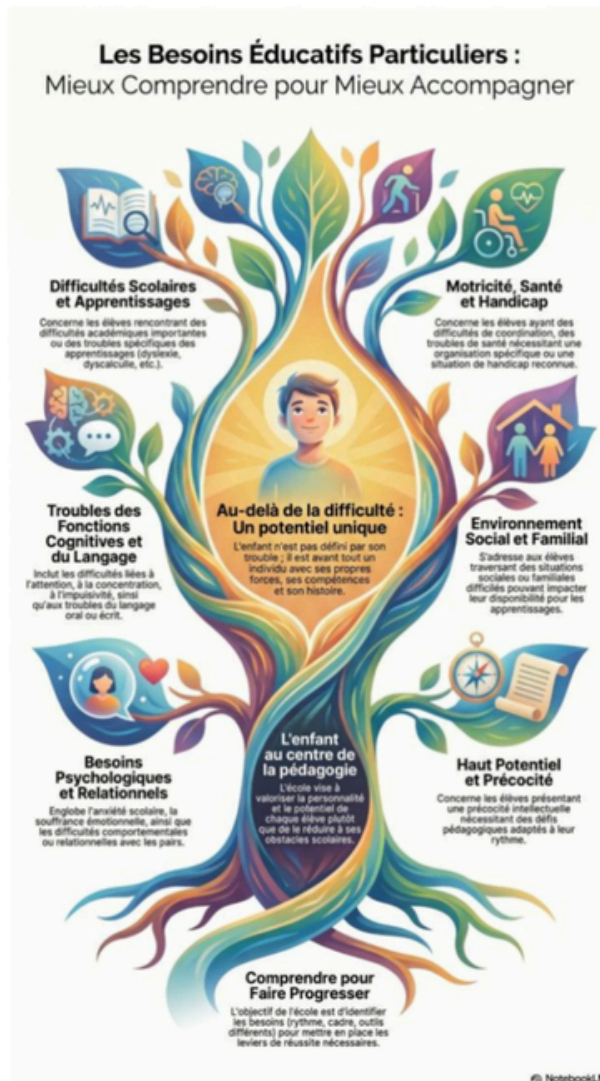 Les Besoins Éducatifs Particuliers :
Mieux Comprendre pour Mieux Accompagner
Difficultés Scolaires
et Apprentissages
Concerne les élèves rencontrant des
difficultés académiques importantes
ou des troubles spécifiques des
apprentissages (dyslexie,
dyscalculie, etc.).
Motricité, Santé
et Handicap
Concerne les élèves ayant des
difficultés de coordination, des
troubles de santé nécessitant une
organisation spécifique ou une
situation de handicap reconnue.
Troubles des
Fonctions
Cognitives et
du Langage
Inclut les difficultés liées à
l'attention, à la concentration,
à l'impulsivité, ainsi
qu'aux troubles du langage
oral ou écrit.
Au-delà de la difficulté :
Un potentiel unique
L'enfant n'est pas défini par son
trouble ; il est avant tout un
individu avec ses propres
forces, ses compétences
et son histoire.
Environnement
Social et Familial
S'adresse aux élèves
traversant des situations
sociales ou familiales
difficiles pouvant impacter
leur disponibilité pour les
apprentissages.
Besoins
Psychologiques
et Relationnels
Englobe l'anxiété scolaire, la
souffrance émotionnelle, ainsi que
les difficultés comportementales
ou relationnelles avec les pairs.
L'enfant
au centre de
la pédagogie
L'école vise à
valoriser la personnalité
et le potentiel de
chaque élève plutôt
que de le réduire à ses
obstacles scolaires.
Haut Potentiel
et Précocité
Concerne les élèves présentant
une précocité intellectuelle
nécessitant des défis
pédagogiques adaptés à leur
rythme.
Comprendre pour
Faire Progresser
L'objectif de l'école est d'identifier
les besoins (rythme, cadre, outils
différents) pour mettre en place les
leviers de réussite nécessaires.